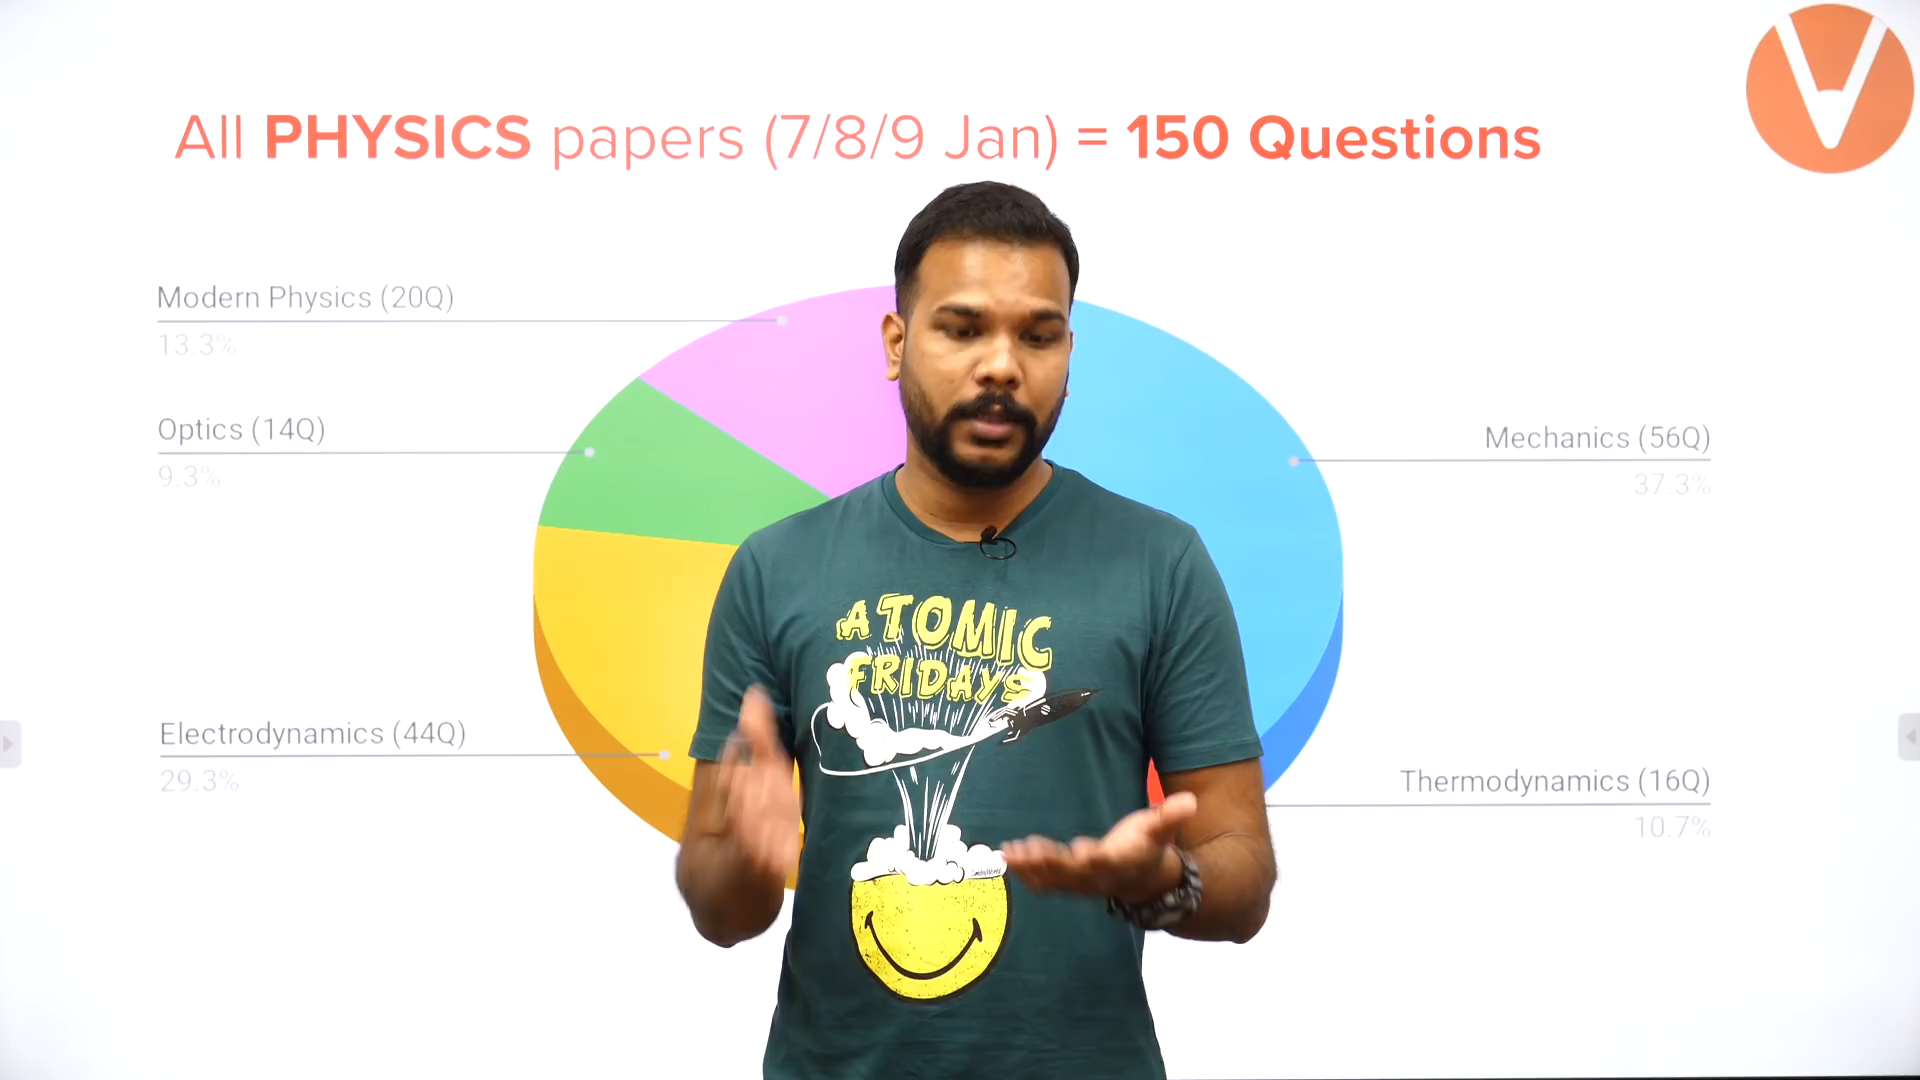 All PHYSICS papers (7/8/9 Jan) = 150 Questions
Modern Physics (20Q)
13.3%
Optics (14Q)
9.3%
Mechanics (56Q)
37.3%
Electrodynamics (44Q)
29.3%
Thermodynamics (16Q)
10.7%
ATOMIC
FRIDAYS